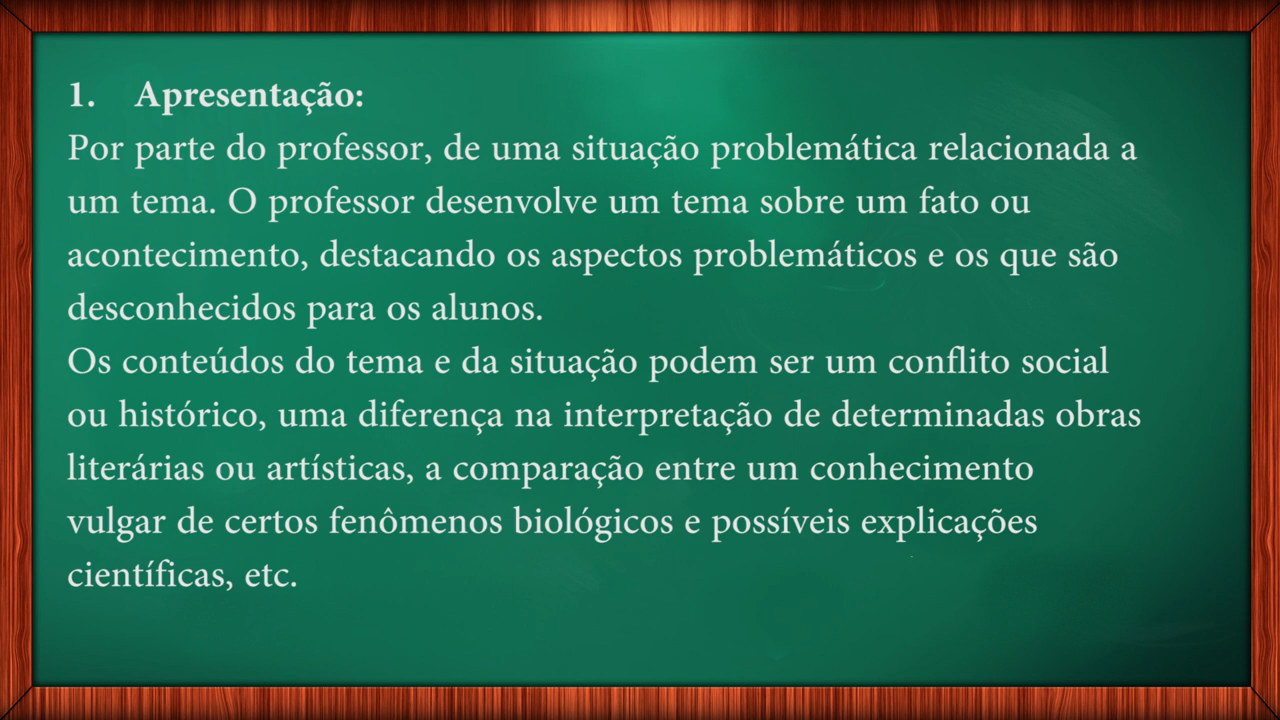 1. Apresentação:
Por parte do professor, de uma situação problemática relacionada a
um tema. O professor desenvolve um tema sobre um fato ou
acontecimento, destacando os aspectos problemáticos e os que são
desconhecidos para os alunos.
Os conteúdos do tema e da situação podem ser um conflito social
ou histórico, uma diferença na interpretação de determinadas obras
literárias ou artísticas, a comparação entre um conhecimento
vulgar de certos fenômenos biológicos e possíveis explicações
científicas, etc.